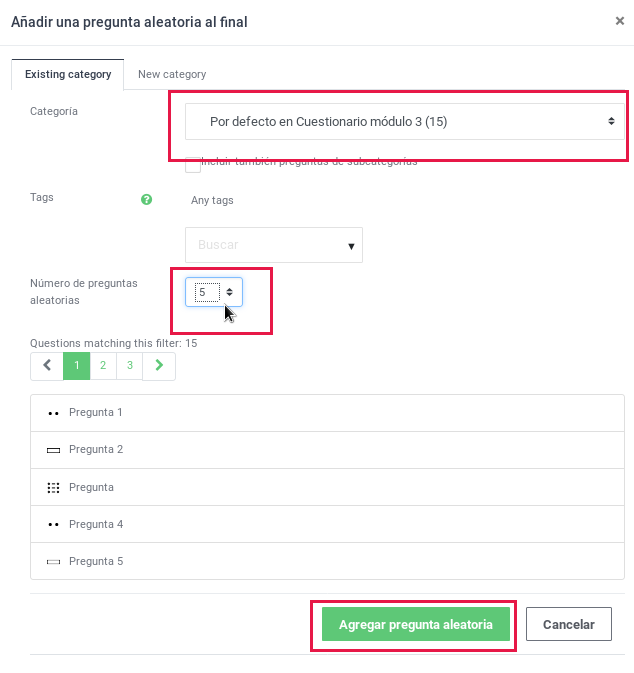 Añadir una pregunta aleatoria al final ×
Existing category New category
Categoría
Por defecto en Cuestionario módulo 3 (15)
Incluir también preguntas de subcategorías
Tags ? Any tags
Buscar
Número de preguntas
aleatorias
5
Questions matching this filter: 15
1 2 3
Pregunta 1
Pregunta 2
Pregunta
Pregunta 4
Pregunta 5
Agregar pregunta aleatoria Cancelar